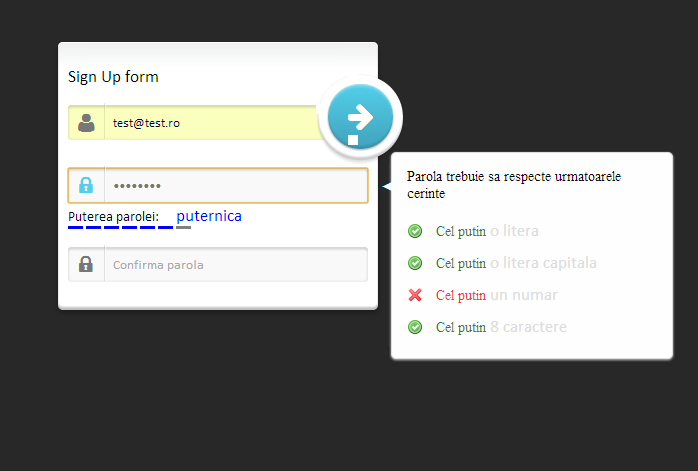 Sign Up form
test@test.ro
••••••••
Puterea parolei: puternica
Confirma parola
Parola trebuie sa respecte urmatoarele
cerinte
Cel putin o litera
Cel putin o litera capitala
Cel putin un numar
Cel putin 8 caractere